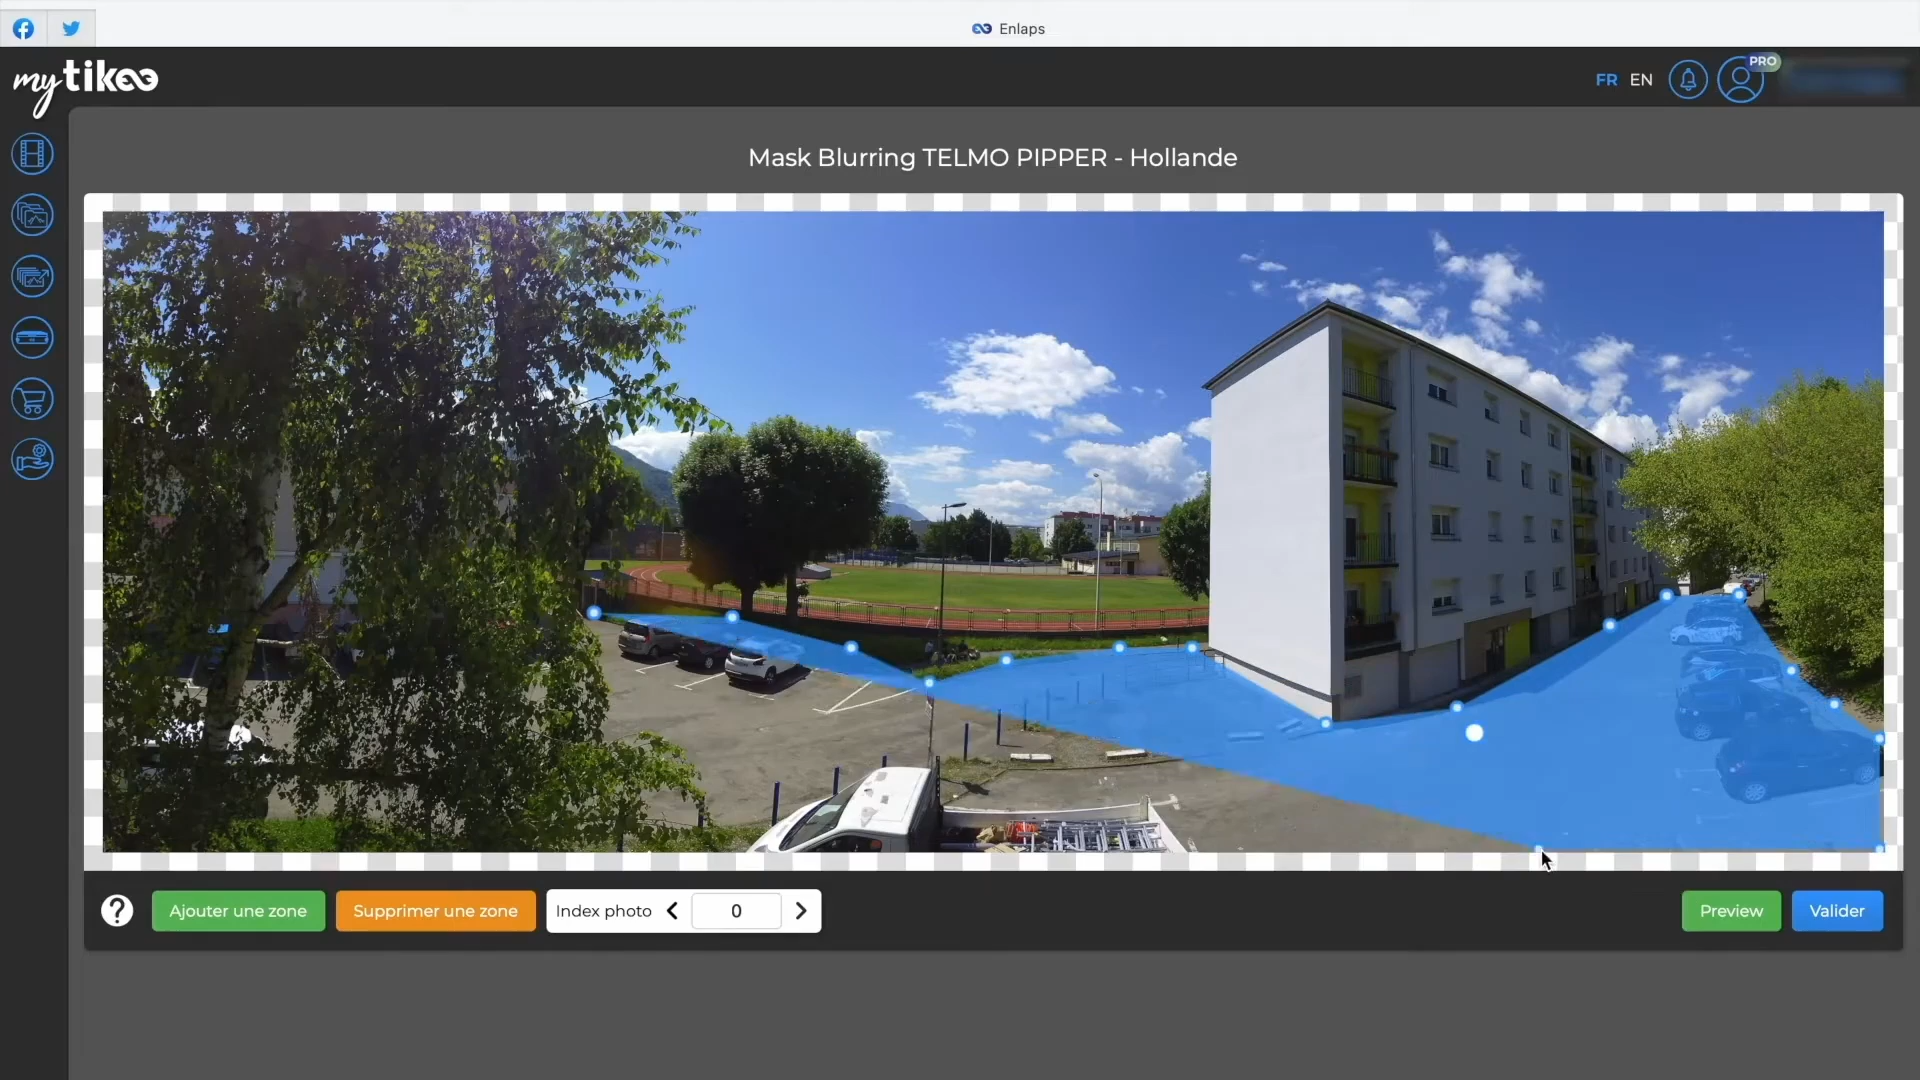 Enlaps
mytikee
FR EN
PRO
Mask Blurring TELMO PIPPER - Hollande
? Ajouter une zone Supprimer une zone Index photo 0 Preview Valider